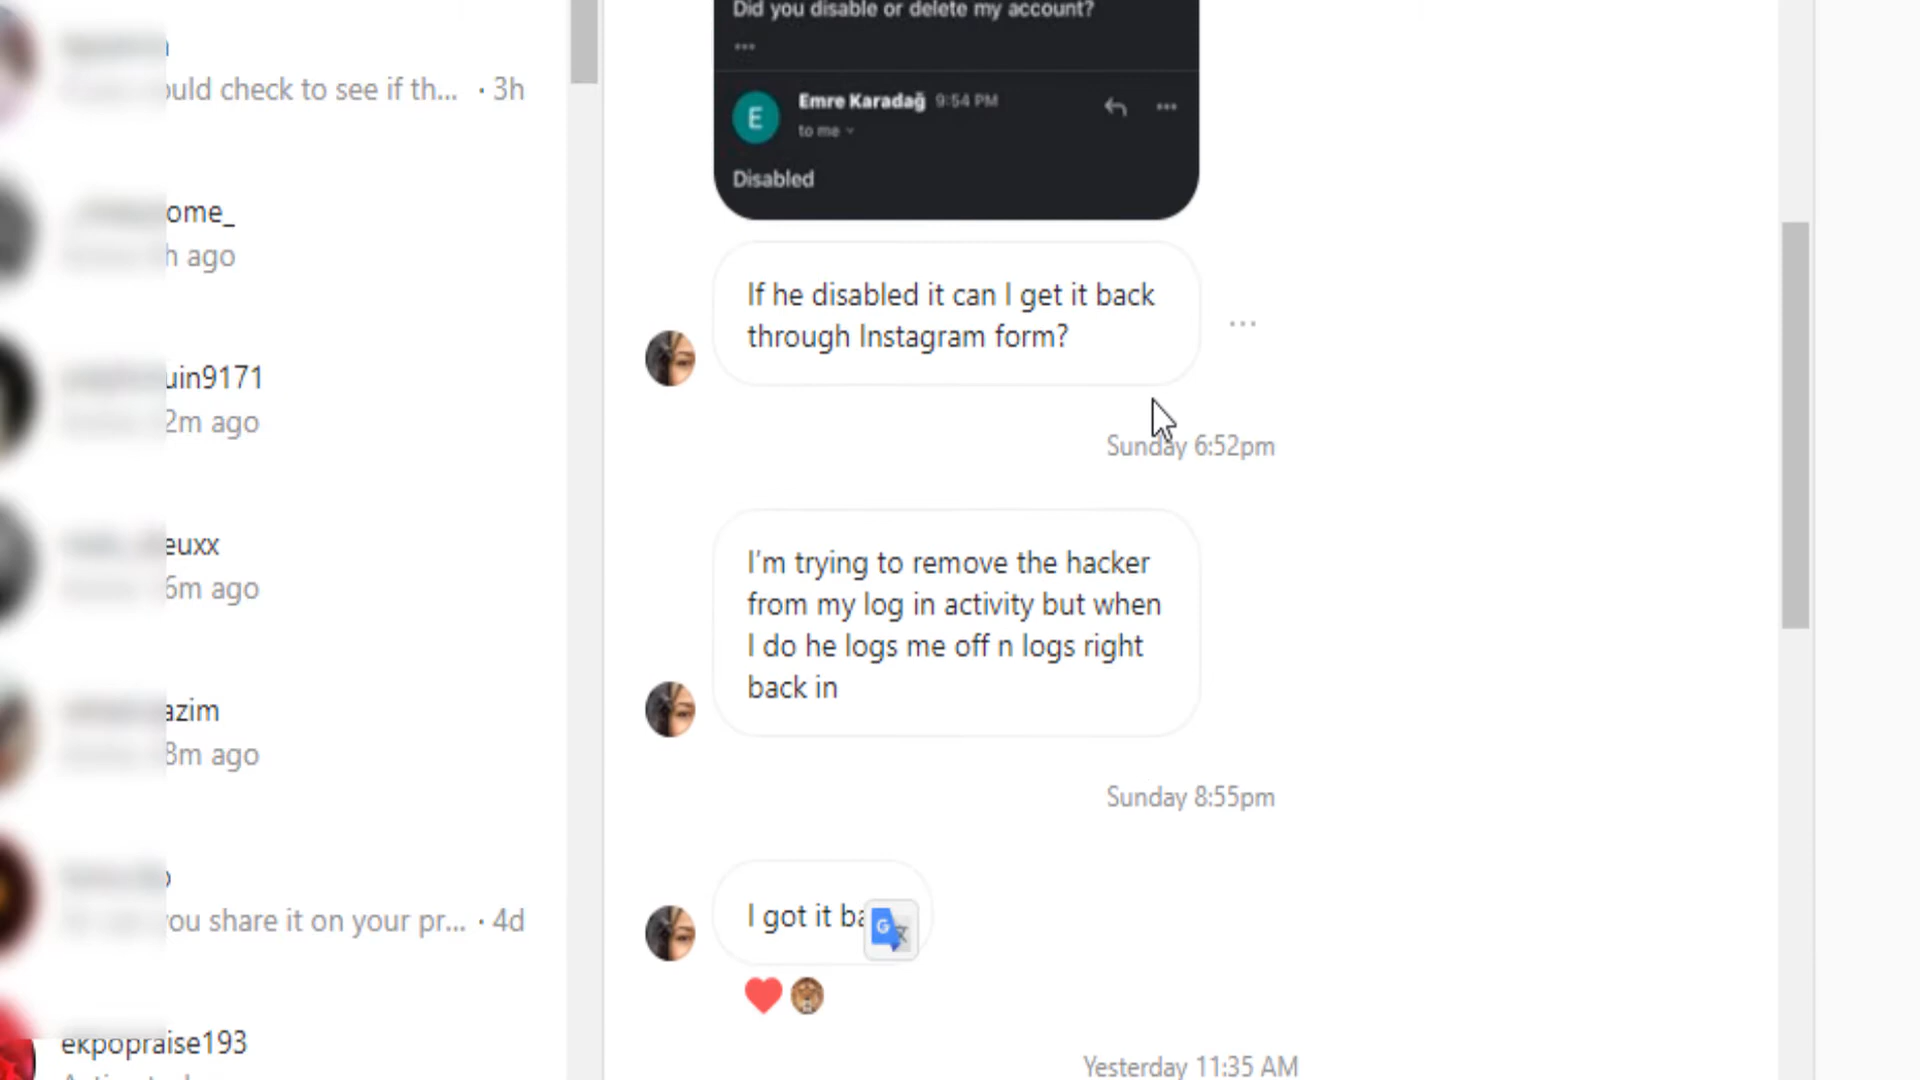 ould check to see if th... · 3h
ome_
h ago
uin9171
2m ago
euxx
6m ago
azim
8m ago
you share it on your pr... · 4d
ekpopraise193
Did you disable or delete my account?
...
E
Emre Karadağ 9:54 PM
to me
Disabled
If he disabled it can I get it back
through Instagram form?
Sunday 6:52pm
I'm trying to remove the hacker
from my log in activity but when
I do he logs me off n logs right
back in
Sunday 8:55pm
I got it ba
G
Yesterday 11:35 AM